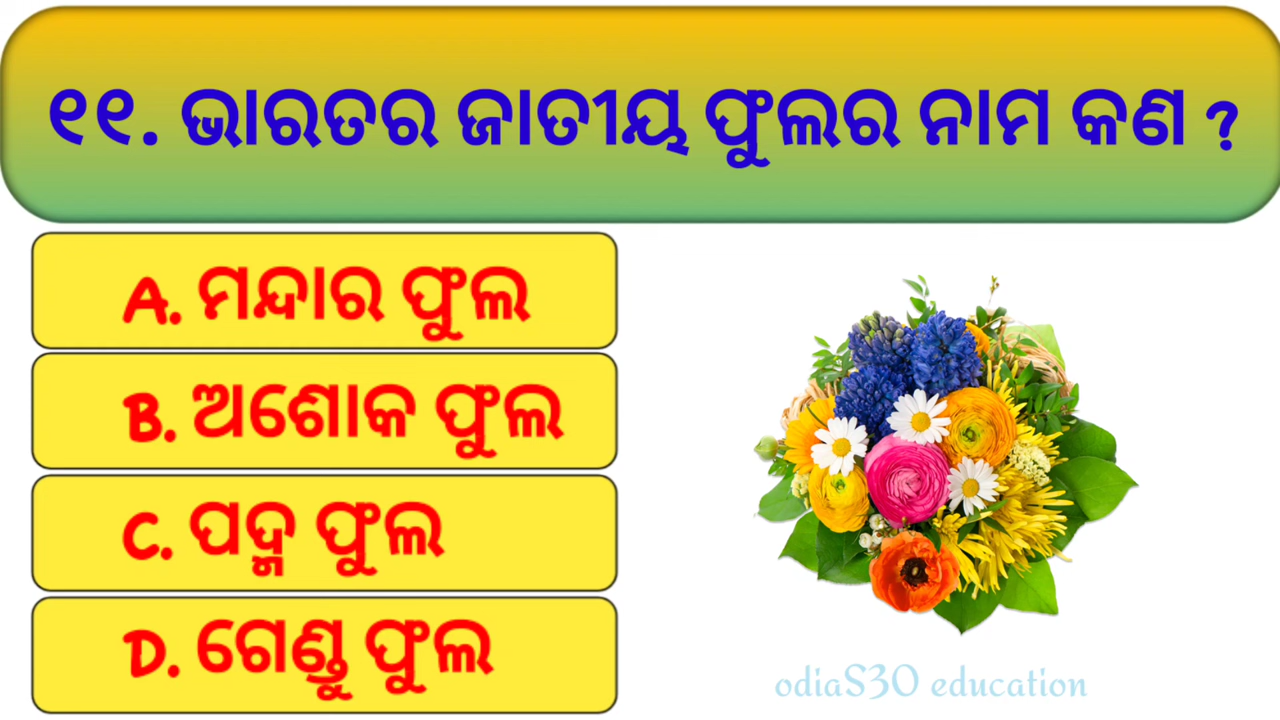 ୧୧. ଭାରତର ଜାତୀୟ ଫୁଲର ନାମ କଣ ?
A. ମନ୍ଦାର ଫୁଲ
B. ଅଶୋକ ଫୁଲ
C. ପଦ୍ମ ଫୁଲ
D. ଗେଣ୍ଡୁ ଫୁଲ
odiaS30 education